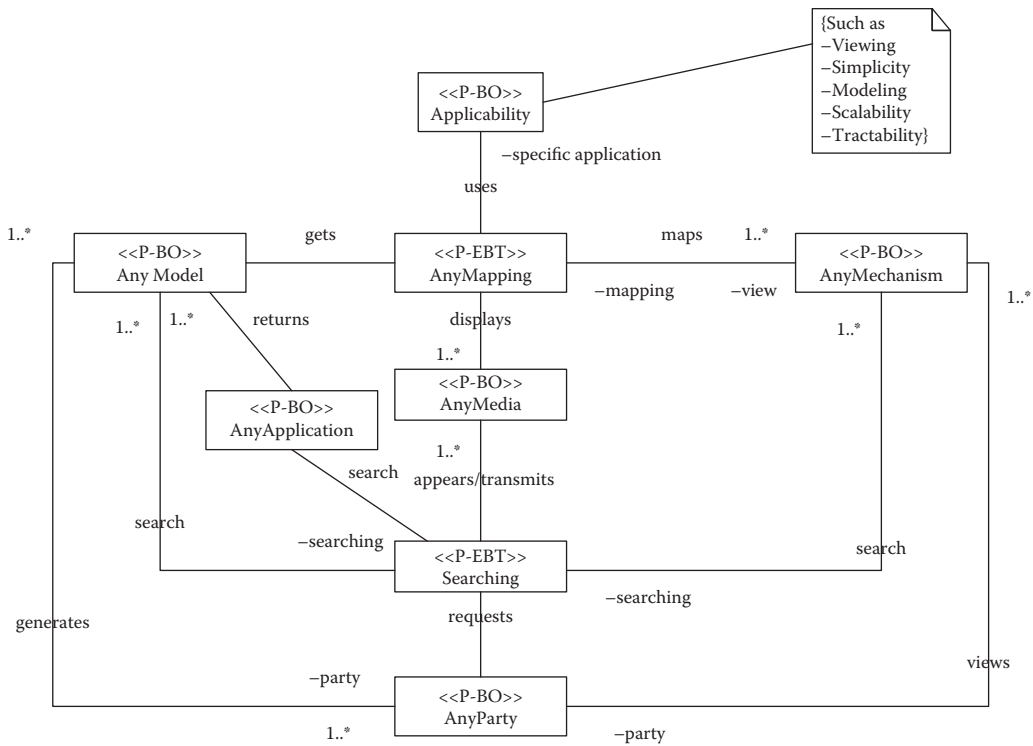 {Such as
–Viewing
–Simplicity
–Modeling
–Scalability
–Tractability}
<<P-BO>>
Applicability
–specific application
uses
1..*
<<P-BO>>
Any Model
gets
<<P-EBT>>
AnyMapping
maps
1..*
<<P-BO>>
AnyMechanism
–mapping
–view
1..*
1..*
1..*
returns
displays
1..*
1..*
<<P-BO>>
AnyMedia
<<P-BO>>
AnyApplication
1..*
search
appears/transmits
search
–searching
<<P-EBT>>
Searching
search
–searching
requests
generates
views
–party
<<P-BO>>
AnyParty
1..*
–party